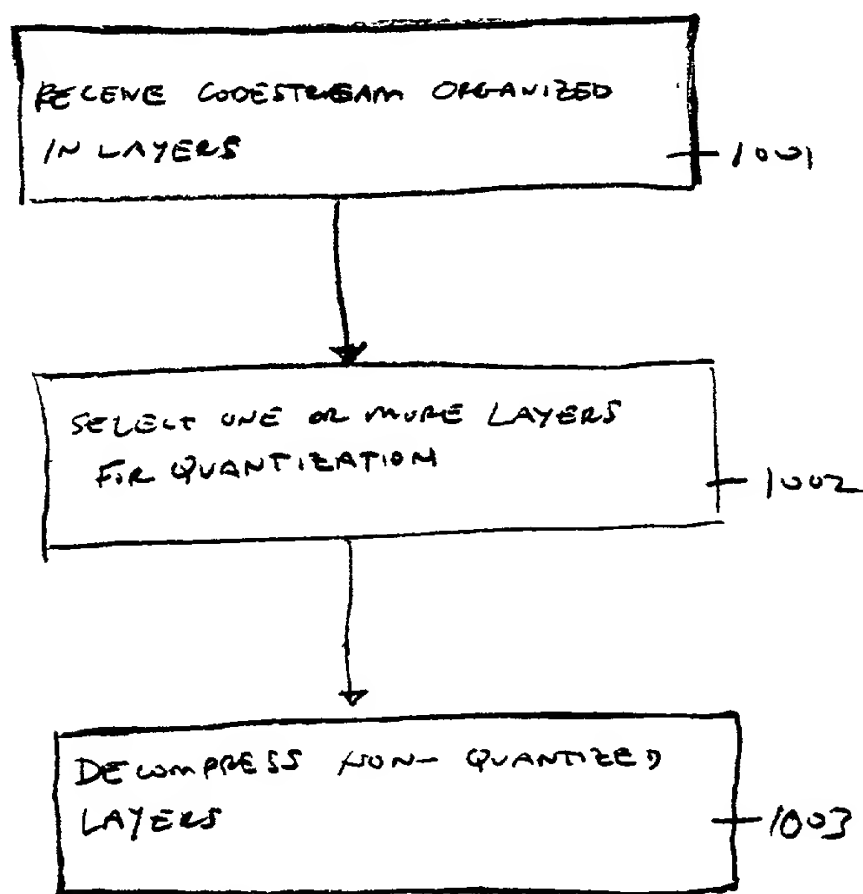 RECEIVE CODESTREAM ORGANIZED
IN LAYERS
1001
SELECT ONE OR MORE LAYERS
FOR QUANTIZATION
1002
DECOMPRESS NON- QUANTIZED
LAYERS
1003